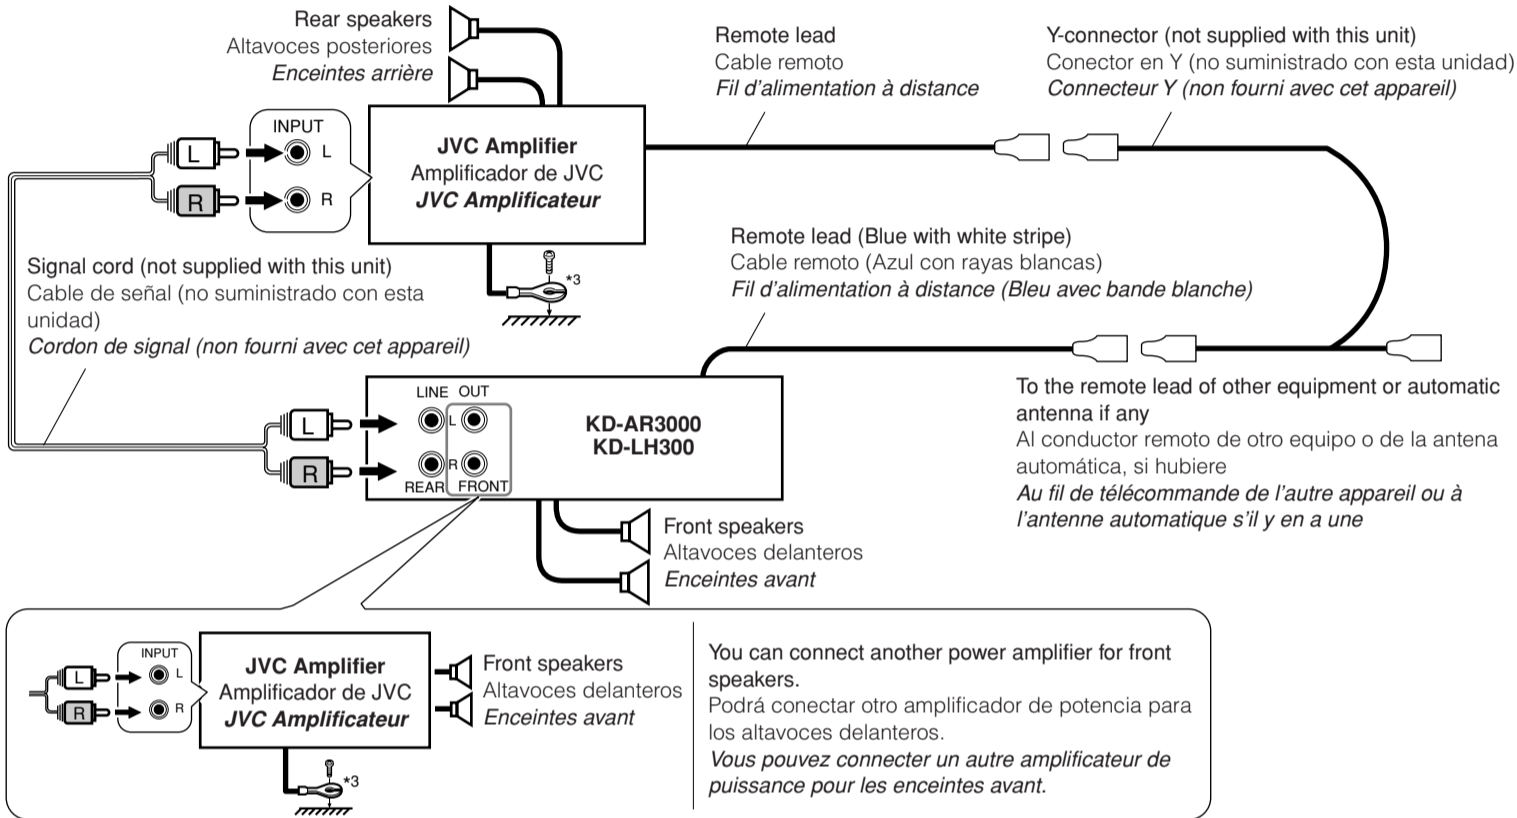 Rear speakers
Altavoces posteriores
Enceintes arrière
Remote lead
Cable remoto
Fil d'alimentation à distance
Y-connector (not supplied with this unit)
Conector en Y (no suministrado con esta unidad)
Connecteur Y (non fourni avec cet appareil)
INPUT
L
L
R
R
JVC Amplifier
Amplificador de JVC
JVC Amplificateur
*3
Signal cord (not supplied with this unit)
Cable de señal (no suministrado con esta
unidad)
Cordon de signal (non fourni avec cet appareil)
Remote lead (Blue with white stripe)
Cable remoto (Azul con rayas blancas)
Fil d'alimentation à distance (Bleu avec bande blanche)
LINE OUT
L
L
R
R
REAR FRONT
KD-AR3000
KD-LH300
To the remote lead of other equipment or automatic
antenna if any
Al conductor remoto de otro equipo o de la antena
automática, si hubiere
Au fil de télécommande de l'autre appareil ou à
l'antenne automatique s'il y en a une
Front speakers
Altavoces delanteros
Enceintes avant
INPUT
L
L
R
R
JVC Amplifier
Amplificador de JVC
JVC Amplificateur
*3
Front speakers
Altavoces delanteros
Enceintes avant
You can connect another power amplifier for front
speakers.
Podrá conectar otro amplificador de potencia para
los altavoces delanteros.
Vous pouvez connecter un autre amplificateur de
puissance pour les enceintes avant.